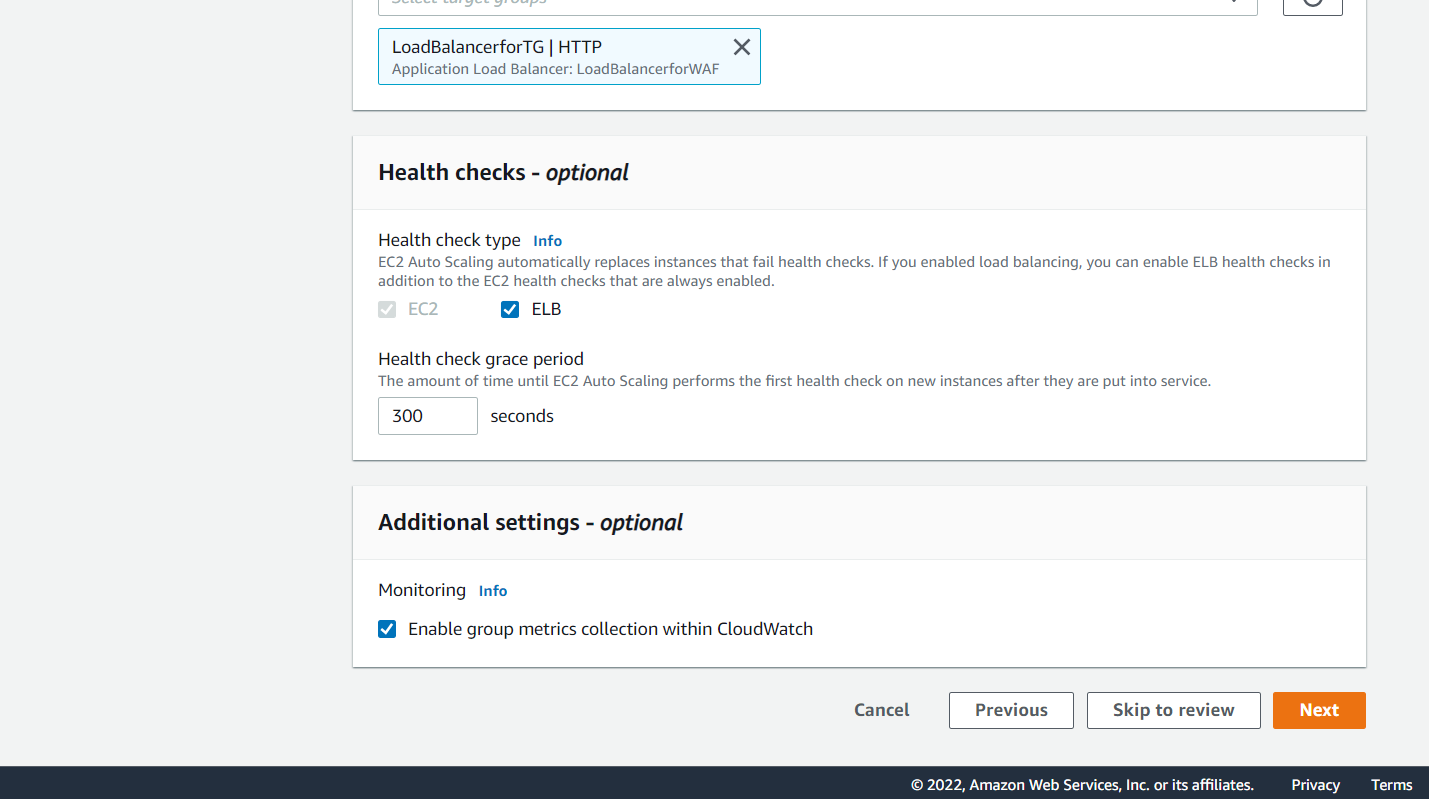 Select target groups
LoadBalancerforTG | HTTP
Application Load Balancer: LoadBalancerforWAF
Health checks - optional
Health check type Info
EC2 Auto Scaling automatically replaces instances that fail health checks. If you enabled load balancing, you can enable ELB health checks in
addition to the EC2 health checks that are always enabled.
EC2 ELB
Health check grace period
The amount of time until EC2 Auto Scaling performs the first health check on new instances after they are put into service.
300 seconds
Additional settings - optional
Monitoring Info
Enable group metrics collection within CloudWatch
Cancel Previous Skip to review Next
© 2022, Amazon Web Services, Inc. or its affiliates. Privacy Terms